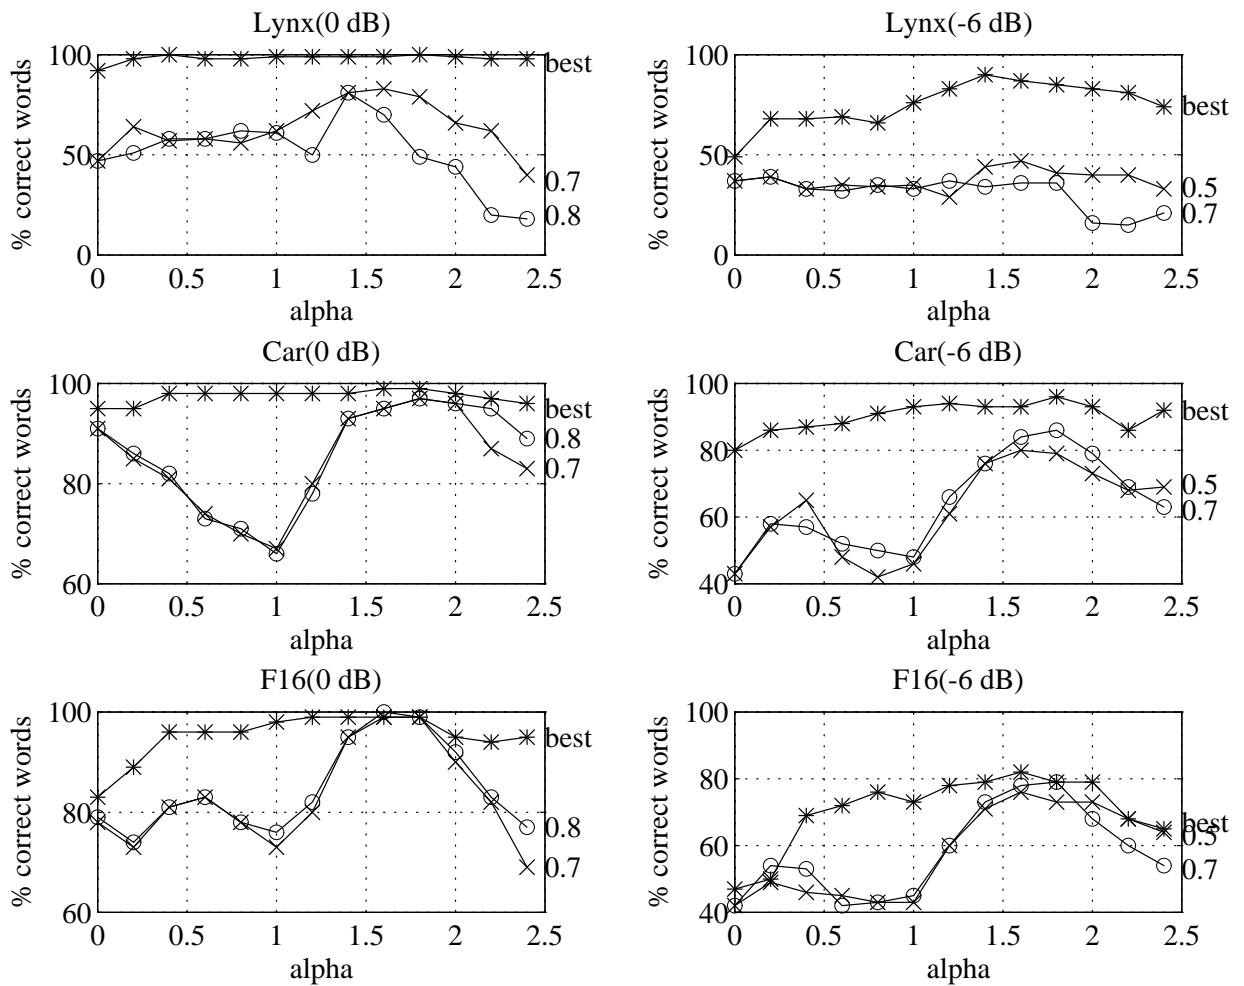 Lynx(0 dB)
100
50
0
% correct words
best
0.7
0.8
0 0.5 1 1.5 2 2.5
alpha
Lynx(-6 dB)
100
50
0
% correct words
best
0.5
0.7
0 0.5 1 1.5 2 2.5
alpha
Car(0 dB)
100
80
60
% correct words
best
0.8
0.7
0 0.5 1 1.5 2 2.5
alpha
Car(-6 dB)
100
80
60
40
% correct words
best
0.5
0.7
0 0.5 1 1.5 2 2.5
alpha
F16(0 dB)
100
80
60
% correct words
best
0.8
0.7
0 0.5 1 1.5 2 2.5
alpha
F16(-6 dB)
100
80
60
40
% correct words
best
0.5
0.7
0 0.5 1 1.5 2 2.5
alpha